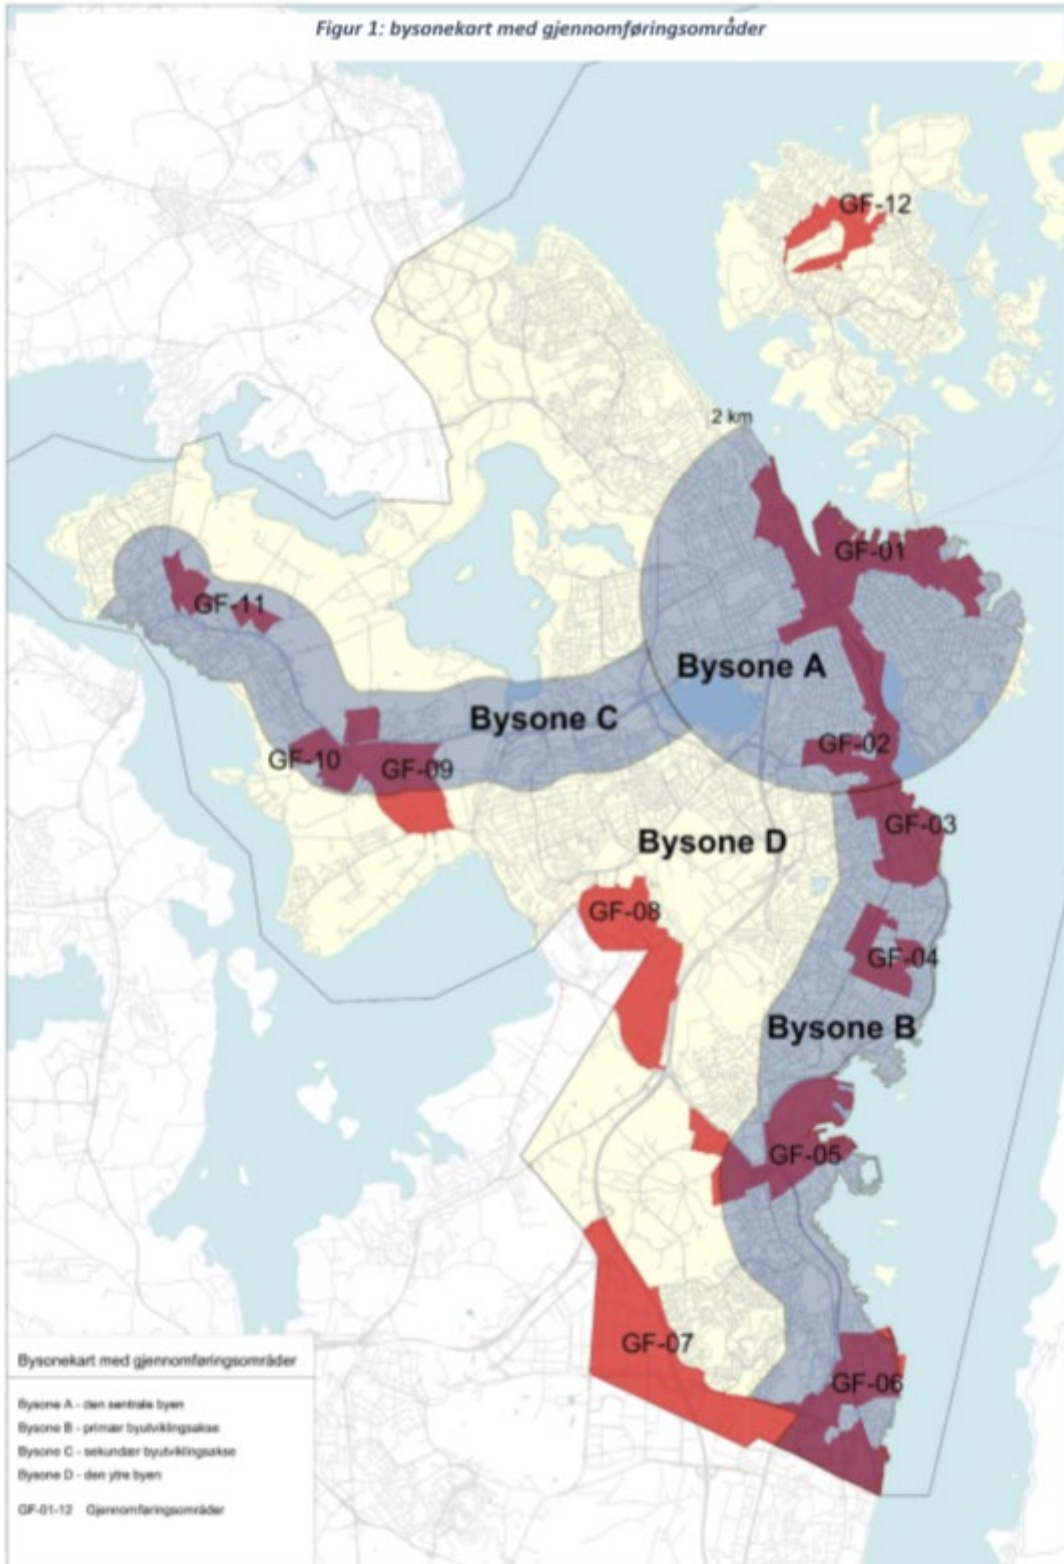 Figur 1: bysonekart med gjennomføringsområder
GF-12
2 km
GF-01
GF-11
Bysone A
Bysone C
GF-02
GF-10
GF-09
GF-03
Bysone D
GF-08
GF-04
Bysone B
GF-05
GF-07
GF-06
Bysonekart med gjennomføringsområder
Bysone A - den sentrale byen
Bysone B - primær byutviklingsakse
Bysone C - sekundær byutviklingsakse
Bysone D - den ytre byen
GF-01-12 Gjennomføringsområder